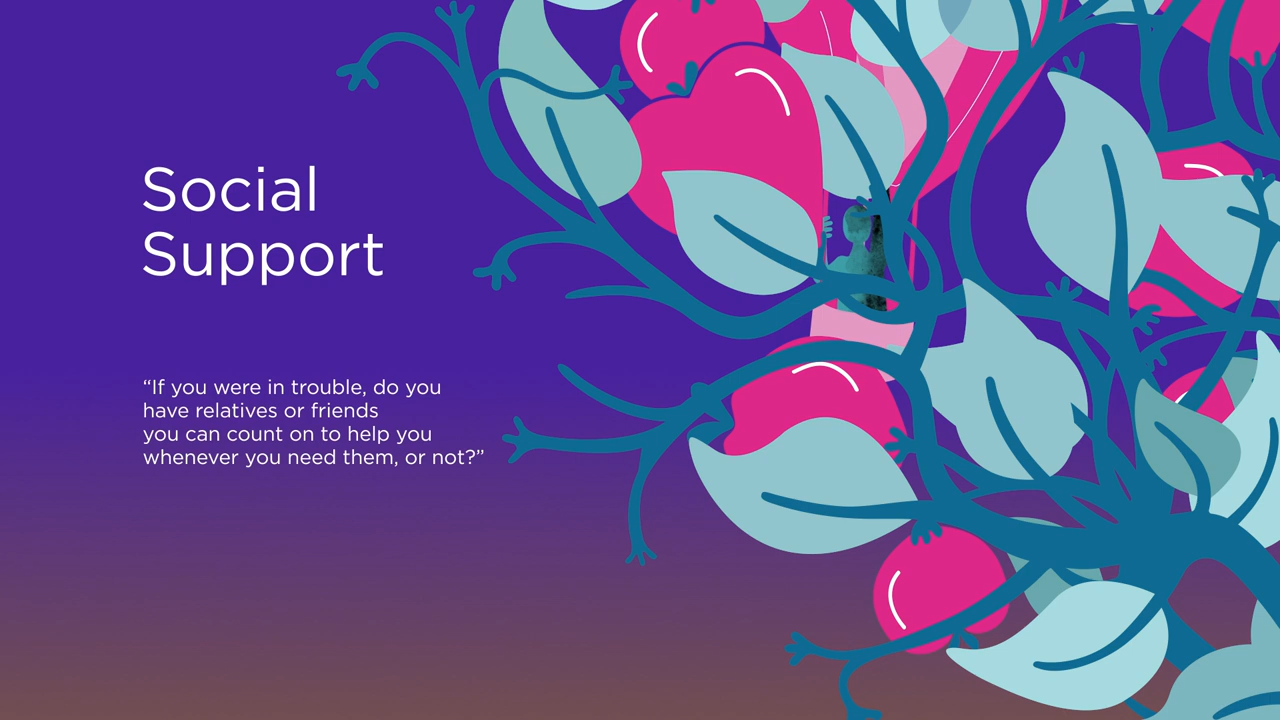 Social
Support
“If you were in trouble, do you
have relatives or friends
you can count on to help you
whenever you need them, or not?”